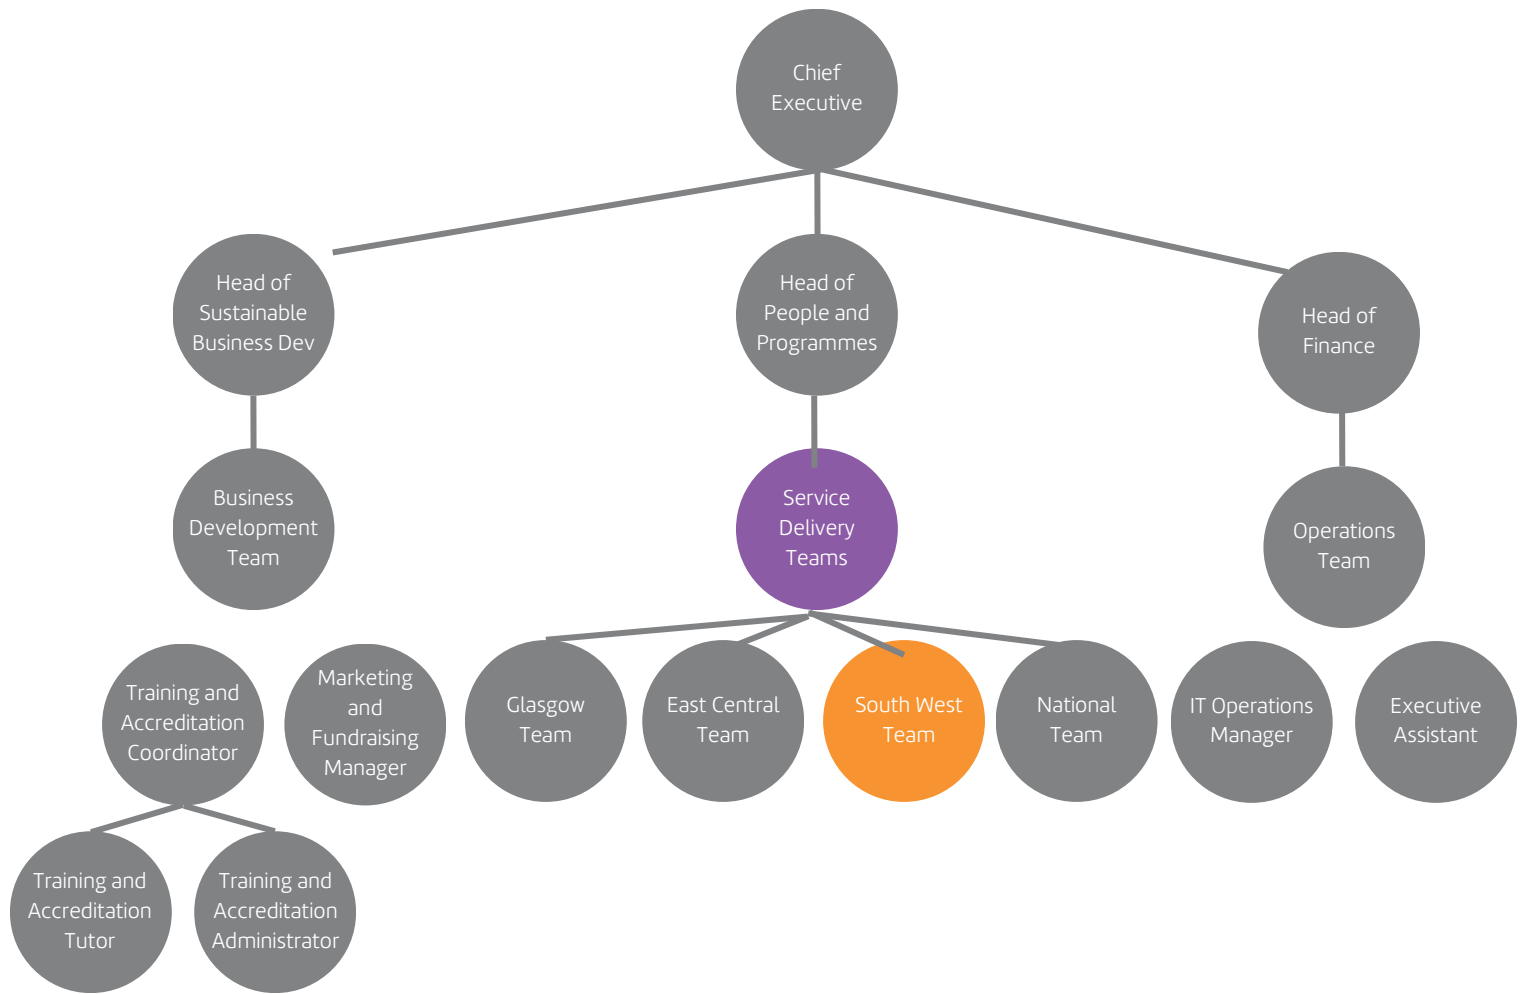 Chief
Executive
Head of
Sustainable
Business Dev
Head of
People and
Programmes
Head of
Finance
Business
Development
Team
Service
Delivery
Teams
Operations
Team
Training and
Accreditation
Coordinator
Marketing
and
Fundraising
Manager
Glasgow
Team
East Central
Team
South West
Team
National
Team
IT Operations
Manager
Executive
Assistant
Training and
Accreditation
Tutor
Training and
Accreditation
Administrator